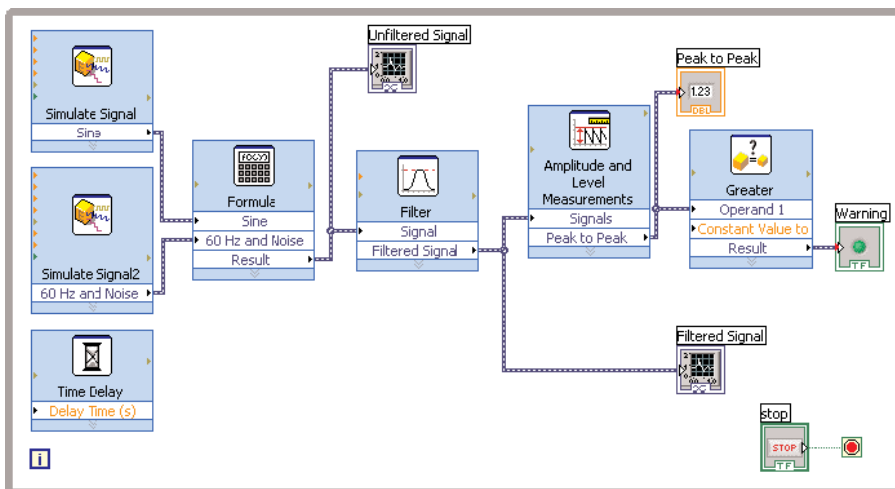 Unfiltered Signal
Simulate Signal
Sine
Simulate Signal2
60 Hz and Noise
Time Delay
Delay Time (s)
i
f(x,y)
Formula
Sine
60 Hz and Noise
Result
Filter
Signal
Filtered Signal
Amplitude and
Level
Measurements
Signals
Peak to Peak
Peak to Peak
1.23
DBL
?
=
Greater
Operand 1
Constant Value to
Result
Warning
TF
Filtered Signal
stop
STOP
TF